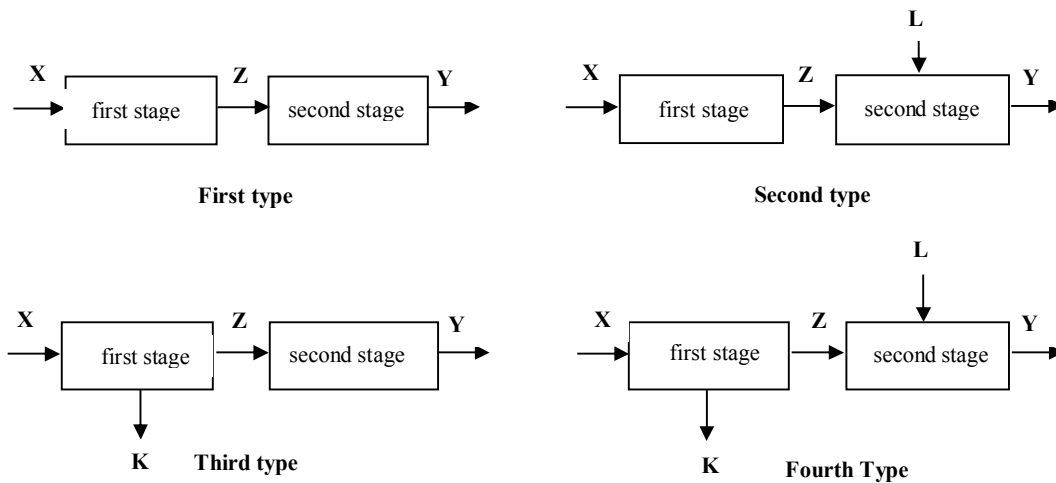 X
first stage
Z
second stage
Y
First type
X
first stage
Z
L
second stage
Y
Second type
X
first stage
Z
second stage
Y
K
Third type
X
first stage
Z
L
second stage
Y
K
Fourth Type